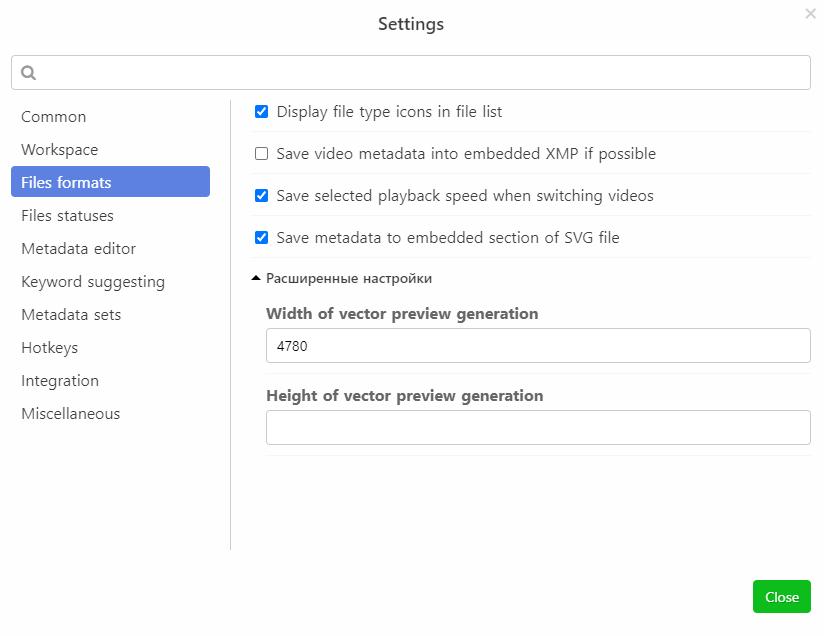 Settings
Common
Workspace
Files formats
Files statuses
Metadata editor
Keyword suggesting
Metadata sets
Hotkeys
Integration
Miscellaneous
Display file type icons in file list
Save video metadata into embedded XMP if possible
Save selected playback speed when switching videos
Save metadata to embedded section of SVG file
Расширенные настройки
Width of vector preview generation
4780
Height of vector preview generation
Close